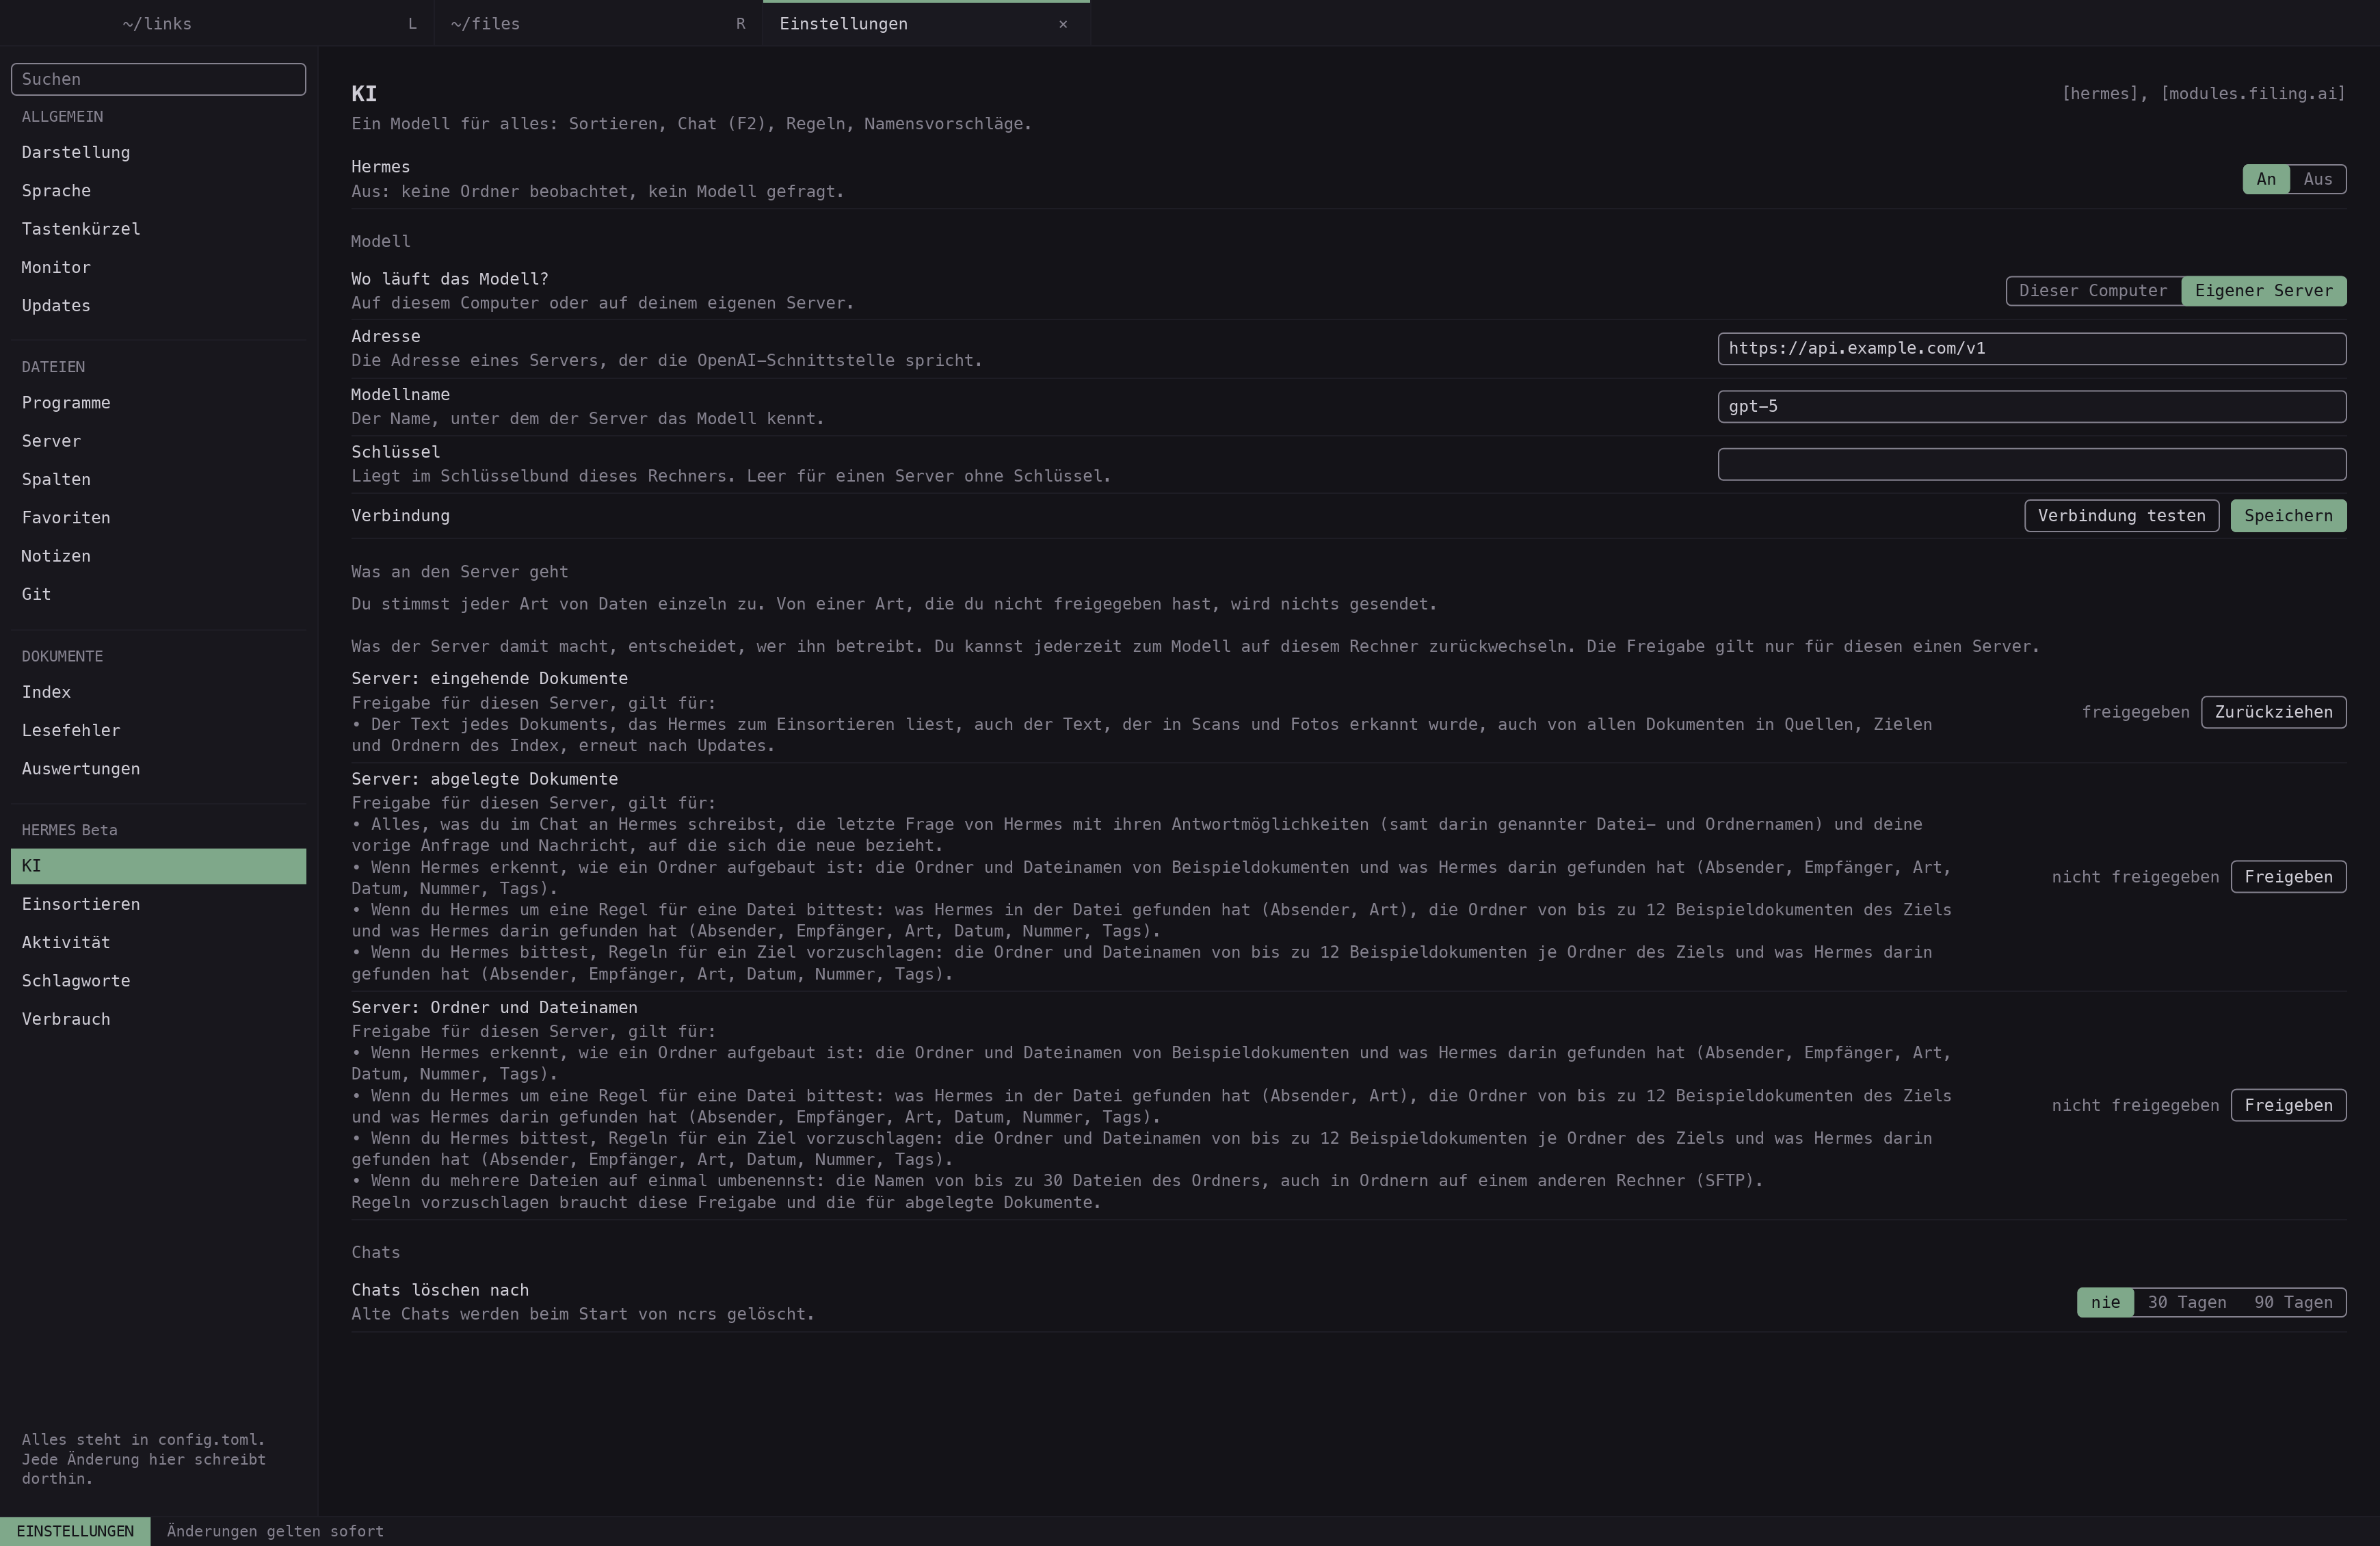 ~/links L ~/files R Einstellungen ×
Suchen
ALLGEMEIN
Darstellung
Sprache
Tastenkürzel
Monitor
Updates
DATEIEN
Programme
Server
Spalten
Favoriten
Notizen
Git
DOKUMENTE
Index
Lesefehler
Auswertungen
HERMES Beta
KI
Einsortieren
Aktivität
Schlagworte
Verbrauch
Alles steht in config.toml.
Jede Änderung hier schreibt
dorthin.
KI [hermes], [modules.filing.ai]
Ein Modell für alles: Sortieren, Chat (F2), Regeln, Namensvorschläge.
Hermes
Aus: keine Ordner beobachtet, kein Modell gefragt.
An Aus
Modell
Wo läuft das Modell?
Auf diesem Computer oder auf deinem eigenen Server.
Dieser Computer Eigener Server
Adresse
Die Adresse eines Servers, der die OpenAI-Schnittstelle spricht.
https://api.example.com/v1
Modellname
Der Name, unter dem der Server das Modell kennt.
gpt-5
Schlüssel
Liegt im Schlüsselbund dieses Rechners. Leer für einen Server ohne Schlüssel.
Verbindung Verbindung testen Speichern
Was an den Server geht
Du stimmst jeder Art von Daten einzeln zu. Von einer Art, die du nicht freigegeben hast, wird nichts gesendet.
Was der Server damit macht, entscheidet, wer ihn betreibt. Du kannst jederzeit zum Modell auf diesem Rechner zurückwechseln. Die Freigabe gilt nur für diesen einen Server.
Server: eingehende Dokumente
Freigabe für diesen Server, gilt für:
• Der Text jedes Dokuments, das Hermes zum Einsortieren liest, auch der Text, der in Scans und Fotos erkannt wurde, auch von allen Dokumenten in Quellen, Zielen
und Ordnern des Index, erneut nach Updates.
freigegeben Zurückziehen
Server: abgelegte Dokumente
Freigabe für diesen Server, gilt für:
• Alles, was du im Chat an Hermes schreibst, die letzte Frage von Hermes mit ihren Antwortmöglichkeiten (samt darin genannter Datei- und Ordnernamen) und deine
vorige Anfrage und Nachricht, auf die sich die neue bezieht.
• Wenn Hermes erkennt, wie ein Ordner aufgebaut ist: die Ordner und Dateinamen von Beispieldokumenten und was Hermes darin gefunden hat (Absender, Empfänger, Art,
Datum, Nummer, Tags).
• Wenn du Hermes um eine Regel für eine Datei bittest: was Hermes in der Datei gefunden hat (Absender, Art), die Ordner von bis zu 12 Beispieldokumenten des Ziels
und was Hermes darin gefunden hat (Absender, Empfänger, Art, Datum, Nummer, Tags).
• Wenn du Hermes bittest, Regeln für ein Ziel vorzuschlagen: die Ordner und Dateinamen von bis zu 12 Beispieldokumenten je Ordner des Ziels und was Hermes darin
gefunden hat (Absender, Empfänger, Art, Datum, Nummer, Tags).
nicht freigegeben Freigeben
Server: Ordner und Dateinamen
Freigabe für diesen Server, gilt für:
• Wenn Hermes erkennt, wie ein Ordner aufgebaut ist: die Ordner und Dateinamen von Beispieldokumenten und was Hermes darin gefunden hat (Absender, Empfänger, Art,
Datum, Nummer, Tags).
• Wenn du Hermes um eine Regel für eine Datei bittest: was Hermes in der Datei gefunden hat (Absender, Art), die Ordner von bis zu 12 Beispieldokumenten des Ziels
und was Hermes darin gefunden hat (Absender, Empfänger, Art, Datum, Nummer, Tags).
• Wenn du Hermes bittest, Regeln für ein Ziel vorzuschlagen: die Ordner und Dateinamen von bis zu 12 Beispieldokumenten je Ordner des Ziels und was Hermes darin
gefunden hat (Absender, Empfänger, Art, Datum, Nummer, Tags).
• Wenn du mehrere Dateien auf einmal umbenennst: die Namen von bis zu 30 Dateien des Ordners, auch in Ordnern auf einem anderen Rechner (SFTP).
Regeln vorzuschlagen braucht diese Freigabe und die für abgelegte Dokumente.
nicht freigegeben Freigeben
Chats
Chats löschen nach
Alte Chats werden beim Start von ncrs gelöscht.
nie 30 Tagen 90 Tagen
EINSTELLUNGEN Änderungen gelten sofort